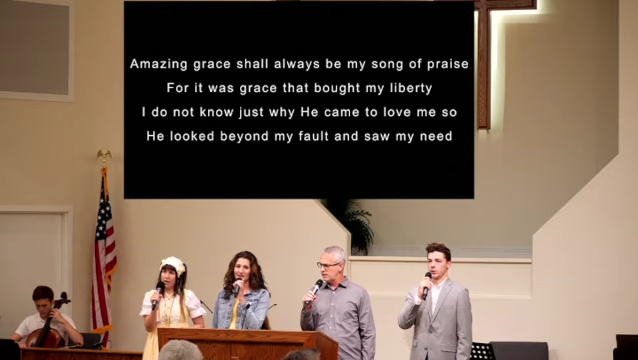 Amazing grace shall always be my song of praise
For it was grace that bought my liberty
I do not know just why He came to love me so
He looked beyond my fault and saw my need